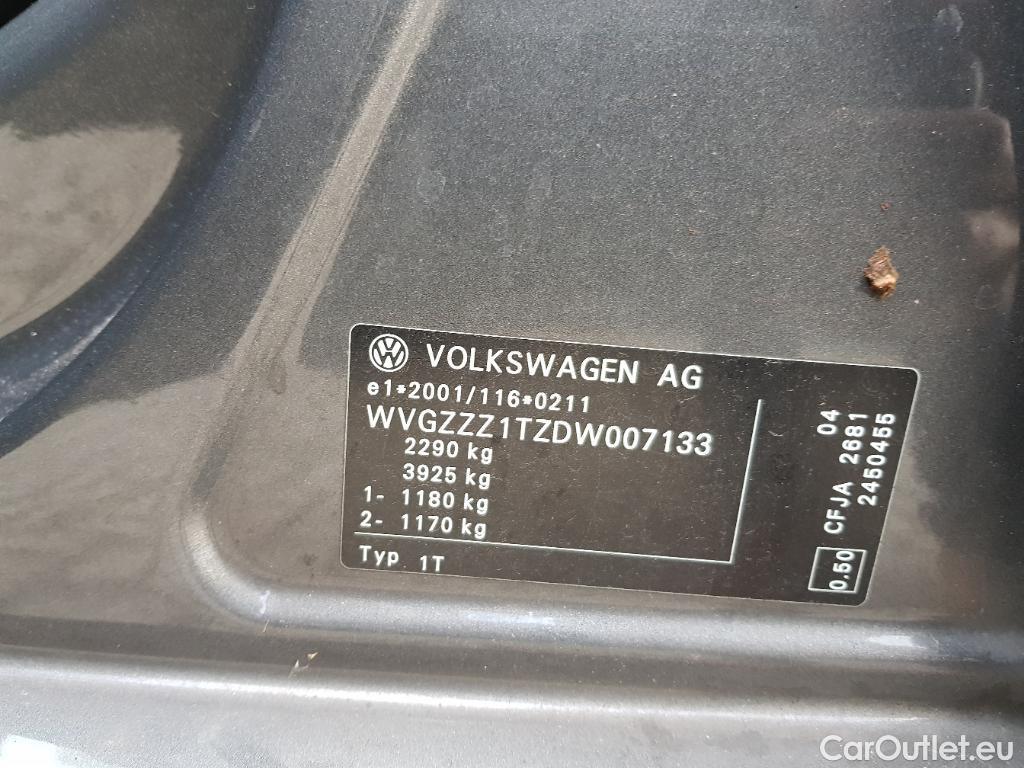 VOLKSWAGEN AG
e1*2001/116*0211
WVGZZZ1TZDW007133
2290 kg
3925 kg
1- 1180 kg
2- 1170 kg
Typ 1T
04
CFJA 2681
2450455
0.50
CarOutlet.eu